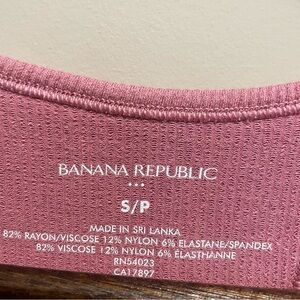 BANANA REPUBLIC
•••
S/P
MADE IN SRI LANKA
82% RAYON/VISCOSE 12% NYLON 6% ELASTANE/SPANDEX
82% VISCOSE 12% NYLON 6% ÉLASTHANNE
RN54023
CA17897